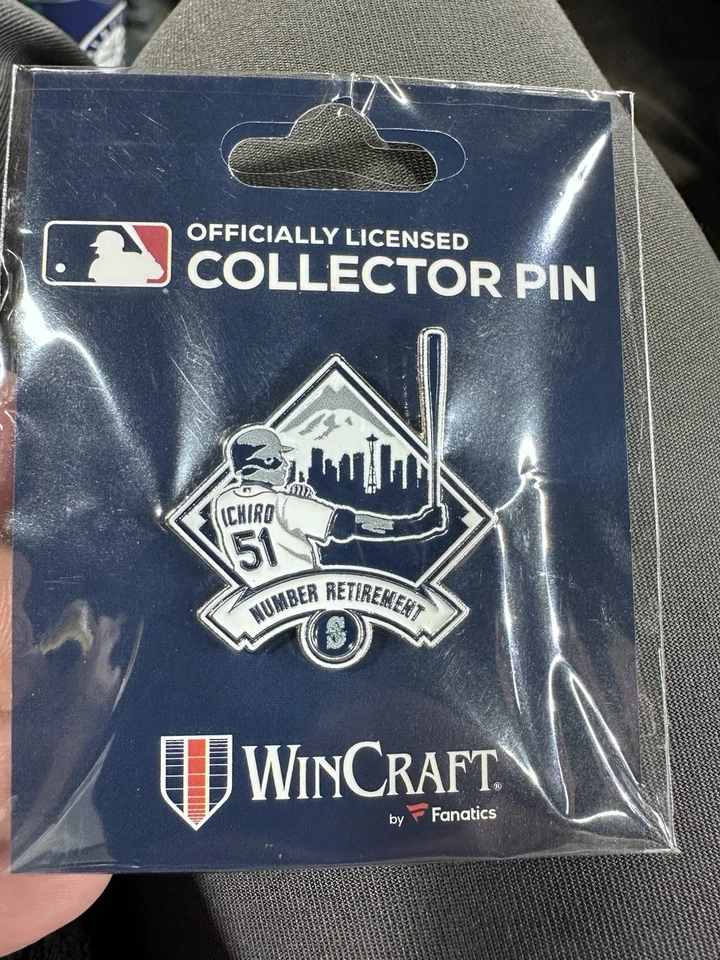 OFFICIALLY LICENSED
COLLECTOR PIN
ICHIRO
51
NUMBER RETIREMENT
S
WINCRAFT®
by Fanatics